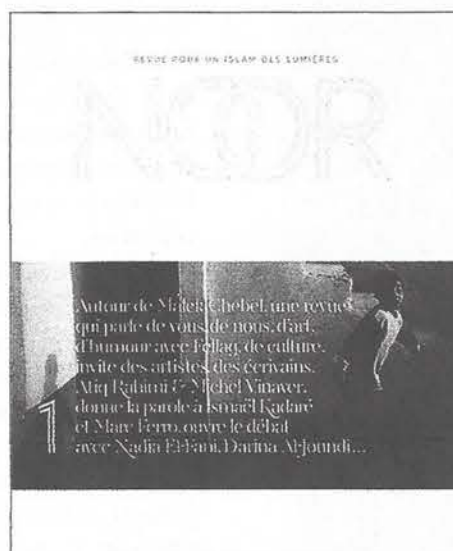 REVUE POUR UN ISLAM DES LUMIÈRES
NOOR
Autour de Malek Chebel, une revue
qui parle de vous, de nous, d'art,
d'humour avec Fellag, de culture,
invite des artistes, des écrivains,
Atiq Rahimi & Michel Vinaver,
donne la parole à Ismaël Kadaré
et Marc Ferro, ouvre le débat
avec Nadia El-Fani, Darina Al-Joundi…
1